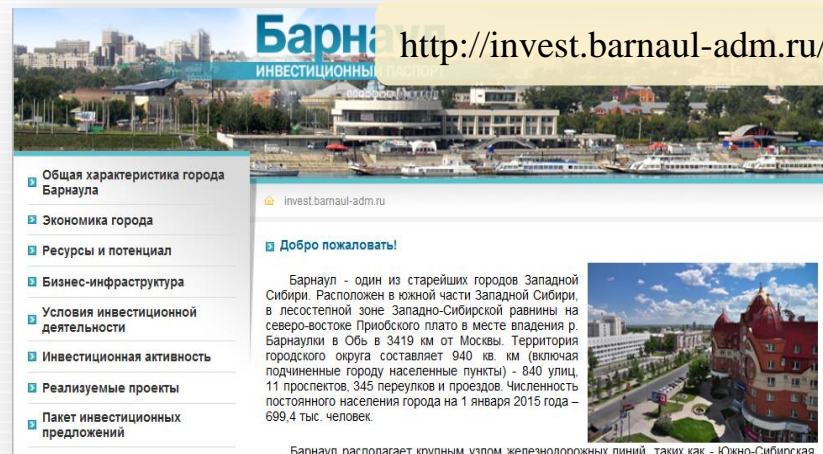 Барна
http://invest.barnaul-adm.ru/
ИНВЕСТИЦИОННЫЙ ПАСПОРТ
Общая характеристика города
Барнаула
Экономика города
Ресурсы и потенциал
Бизнес-инфраструктура
Условия инвестиционной
деятельности
Инвестиционная активность
Реализуемые проекты
Пакет инвестиционных
предложений
invest.barnaul-adm.ru
Добро пожаловать!
Барнаул - один из старейших городов Западной
Сибири. Расположен в южной части Западной Сибири,
в лесостепной зоне Западно-Сибирской равнины на
северо-востоке Приобского плато в месте впадения р.
Барнаулки в Обь в 3419 км от Москвы. Территория
городского округа составляет 940 кв. км (включая
подчиненные городу населенные пункты) - 840 улиц,
11 проспектов, 345 переулков и проездов. Численность
постоянного населения города на 1 января 2015 года –
699,4 тыс. человек.
Барнаул располагает крупным узлом железнодорожных линий, таких как - Южно-Сибирская,